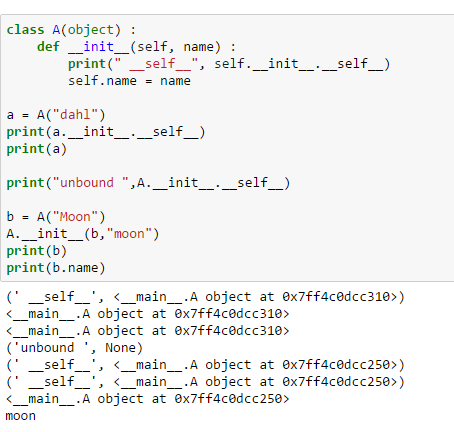 class A(object) :
    def __init__(self, name) :
        print(" __self__", self.__init__.__self__)
        self.name = name

a = A("dahl")
print(a.__init__.__self__)
print(a)

print("unbound ",A.__init__.__self__)

b = A("Moon")
A.__init__(b,"moon")
print(b)
print(b.name)

(' __self__', <__main__.A object at 0x7ff4c0dcc310>)
<__main__.A object at 0x7ff4c0dcc310>
<__main__.A object at 0x7ff4c0dcc310>
('unbound ', None)
(' __self__', <__main__.A object at 0x7ff4c0dcc250>)
(' __self__', <__main__.A object at 0x7ff4c0dcc250>)
<__main__.A object at 0x7ff4c0dcc250>
moon